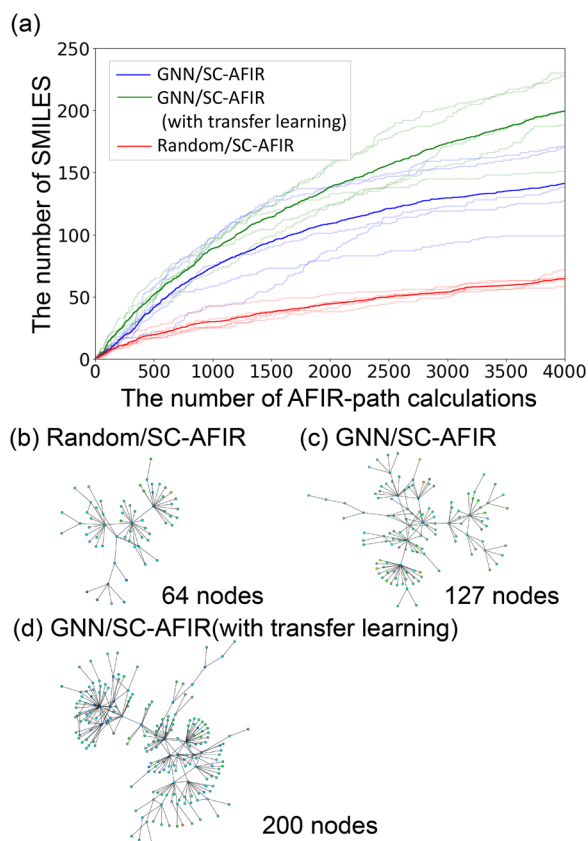 (a)
250
200
150
100
50
0
The number of SMILES
GNN/SC-AFIR
GNN/SC-AFIR
(with transfer learning)
Random/SC-AFIR
0 500 1000 1500 2000 2500 3000 3500 4000
The number of AFIR-path calculations
(b) Random/SC-AFIR
64 nodes
(c) GNN/SC-AFIR
127 nodes
(d) GNN/SC-AFIR(with transfer learning)
200 nodes